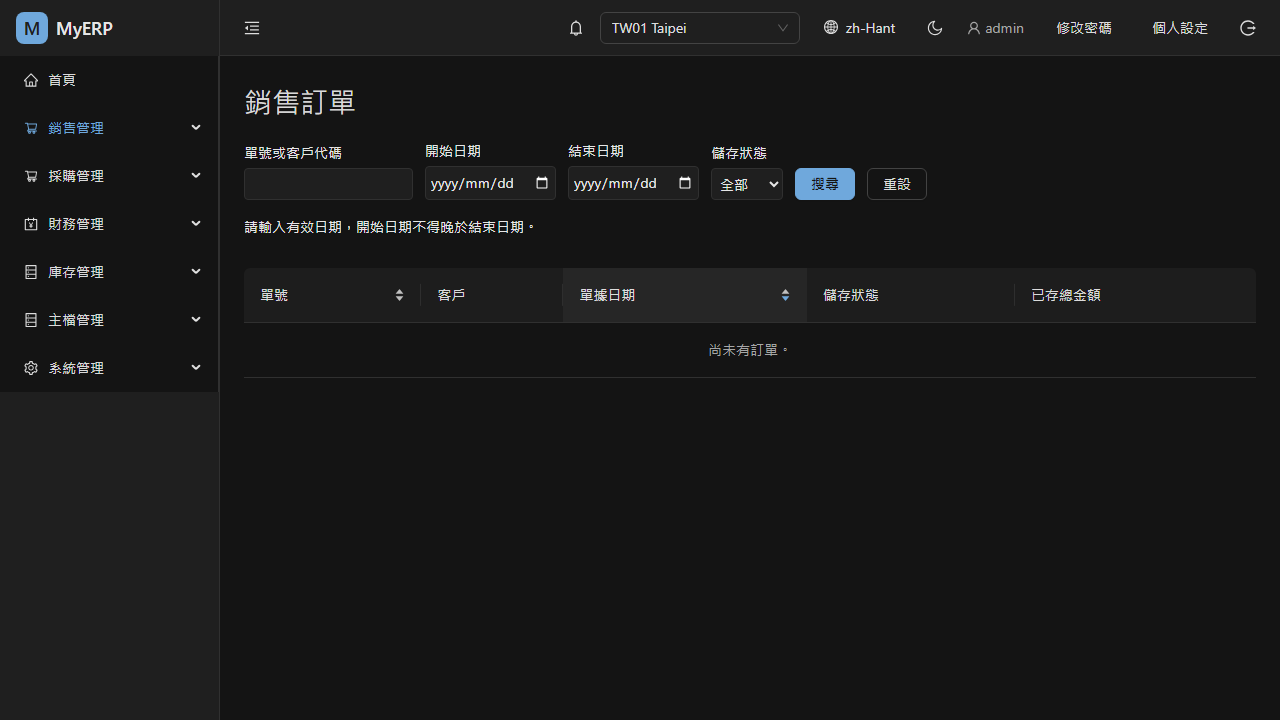 M MyERP
TW01 Taipei
zh-Hant
admin
修改密碼
個人設定
首頁
銷售管理
採購管理
財務管理
庫存管理
主檔管理
系統管理
銷售訂單
單號或客戶代碼
開始日期
結束日期
儲存狀態
yyyy/mm/dd
yyyy/mm/dd
全部
搜尋
重設
請輸入有效日期，開始日期不得晚於結束日期。
單號 客戶 單據日期 儲存狀態 已存總金額
尚未有訂單。